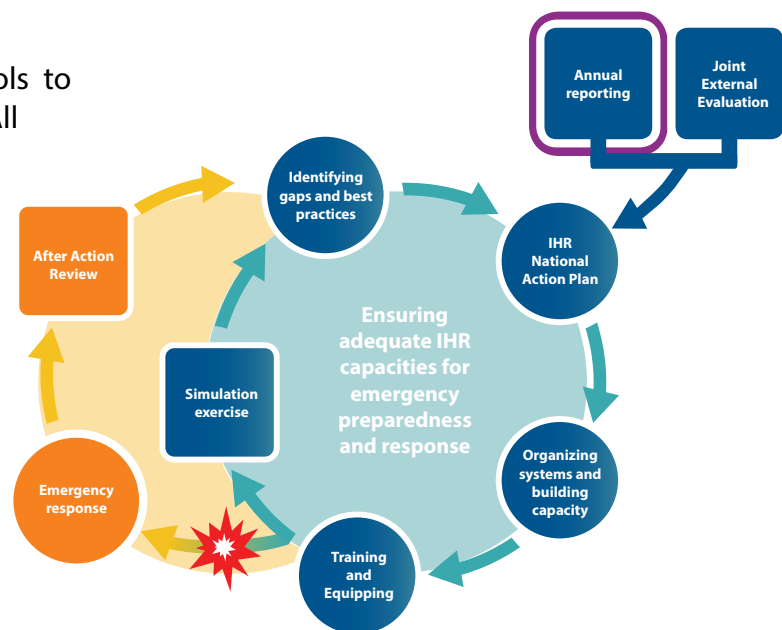 ols to
All
Annual
reporting
Joint
External
Evaluation
Identifying
gaps and best
practices
After Action
Review
IHR
National
Action Plan
Ensuring
adequate IHR
capacities for
emergency
preparedness
and response
Simulation
exercise
Emergency
response
Organizing
systems and
building
capacity
Training
and
Equipping